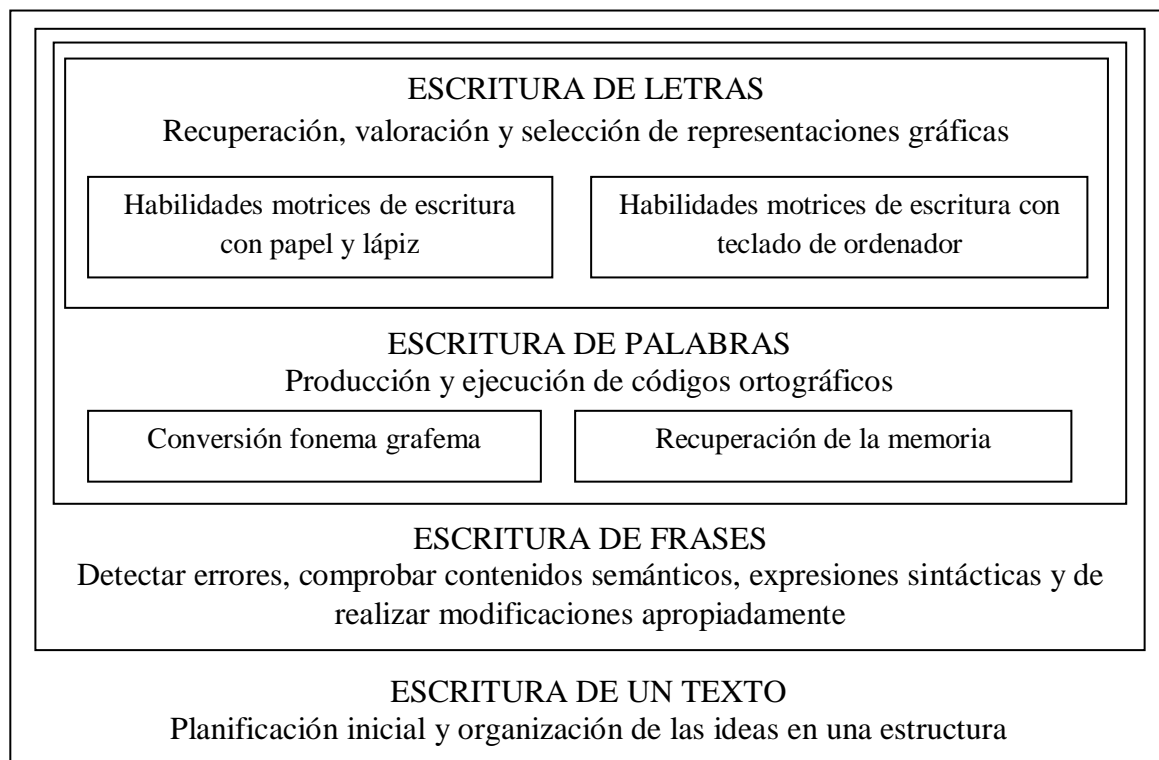 ESCRITURA DE LETRAS
Recuperación, valoración y selección de representaciones gráficas
Habilidades motrices de escritura
con papel y lápiz
Habilidades motrices de escritura con
teclado de ordenador
ESCRITURA DE PALABRAS
Producción y ejecución de códigos ortográficos
Conversión fonema grafema
Recuperación de la memoria
ESCRITURA DE FRASES
Detectar errores, comprobar contenidos semánticos, expresiones sintácticas y de
realizar modificaciones apropiadamente
ESCRITURA DE UN TEXTO
Planificación inicial y organización de las ideas en una estructura